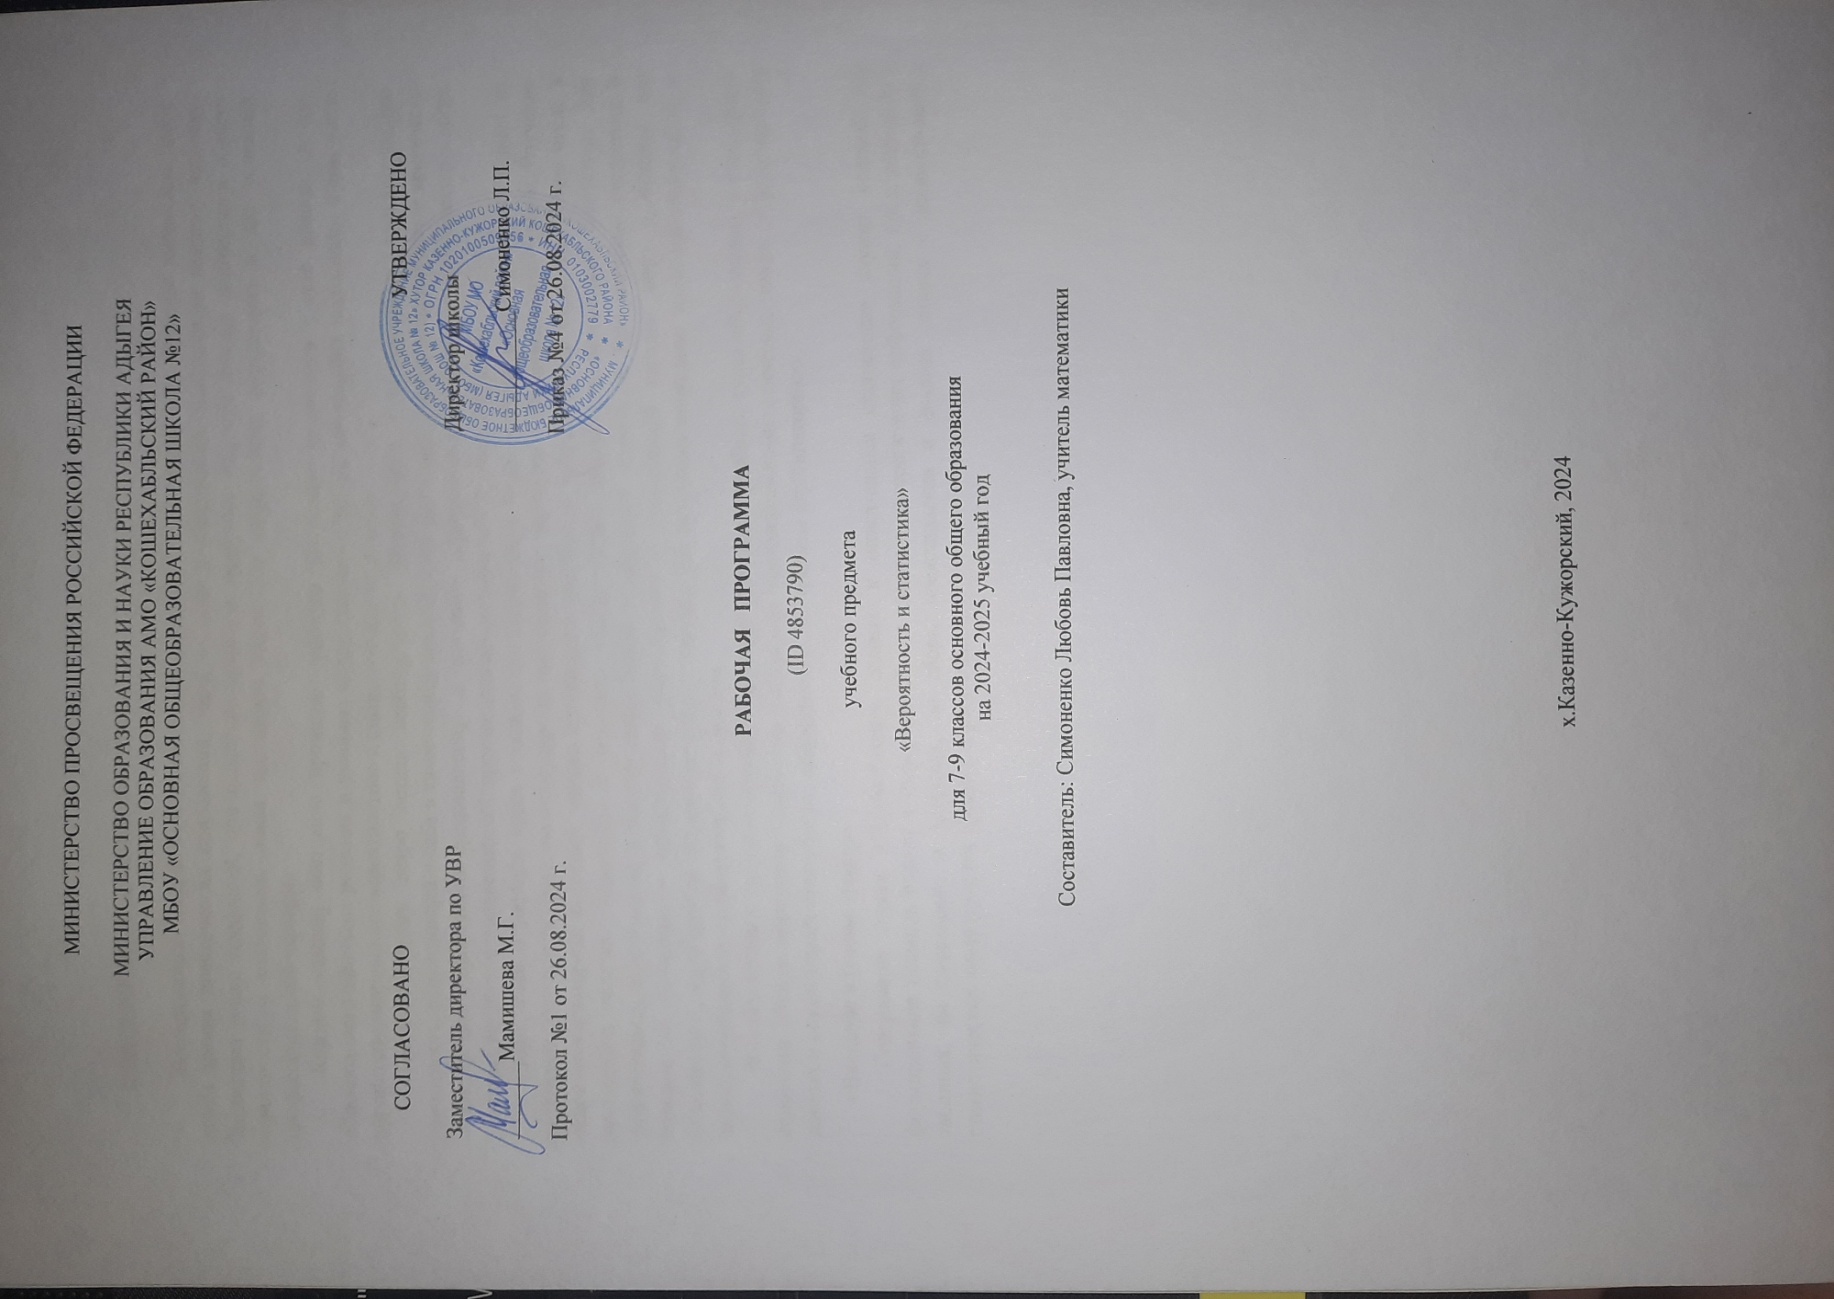 МИНИСТЕРСТВО ПРОСВЕЩЕНИЯ РОССИЙСКОЙ ФЕДЕРАЦИИ
МИНИСТЕРСТВО ОБРАЗОВАНИЯ И НАУКИ РЕСПУБЛИКИ АДЫГЕЯ
УПРАВЛЕНИЕ ОБРАЗОВАНИЯ АМО «КОШЕХАБЛЬСКИЙ РАЙОН»
МБОУ «ОСНОВНАЯ ОБЩЕОБРАЗОВАТЕЛЬНАЯ ШКОЛА №12»
СОГЛАСОВАНО
Заместитель директора по УВР
Мамишева М.Г.
Протокол №1 от 26.08.2024 г.
УТВЕРЖДЕНО
Директор школы
Симоненко Л.П.
Приказ №4 от 26.08.2024 г.
РАБОЧАЯ ПРОГРАММА
(ID 4853790)
учебного предмета
«Вероятность и статистика»
для 7-9 классов основного общего образования
на 2024-2025 учебный год
Составитель: Симоненко Любовь Павловна, учитель математики
х.Казенно-Кужорский, 2024